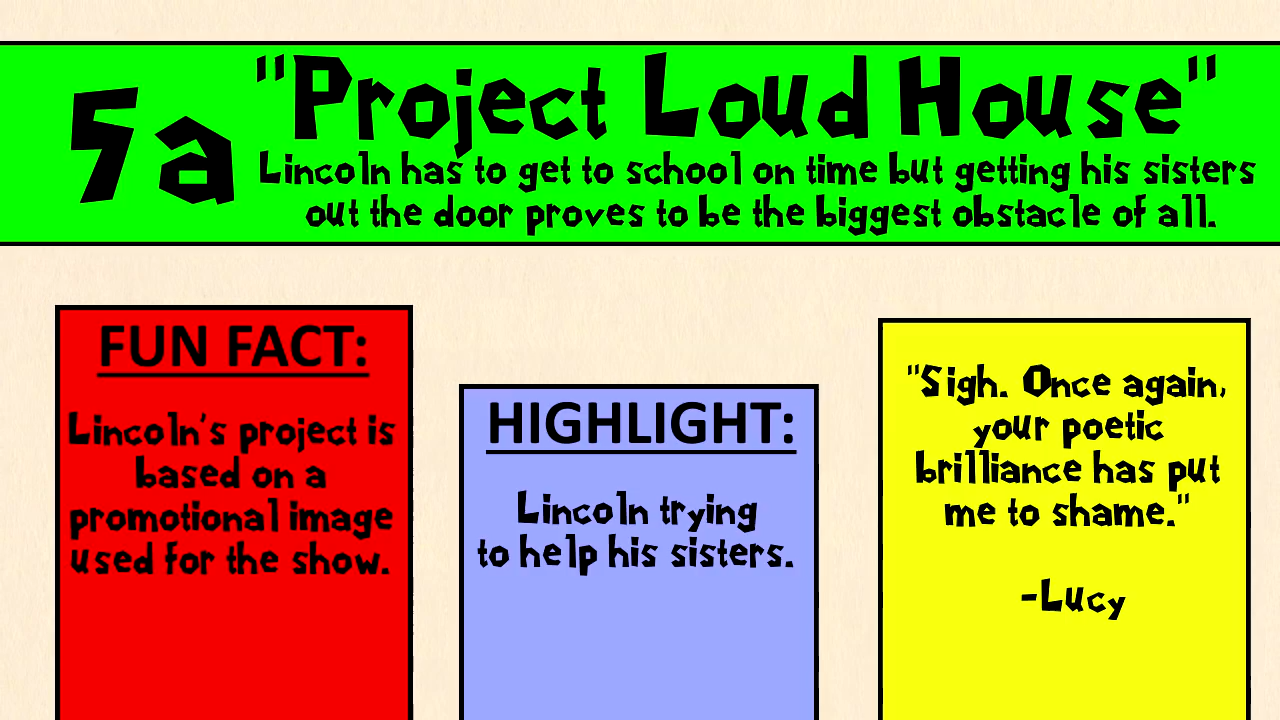 5a
"Project Loud House"
Lincoln has to get to school on time but getting his sisters
out the door proves to be the biggest obstacle of all.
FUN FACT:
Lincoln's project is
based on a
promotional image
used for the show.
HIGHLIGHT:
Lincoln trying
to help his sisters.
"Sigh. Once again,
your poetic
brilliance has put
me to shame."
-Lucy